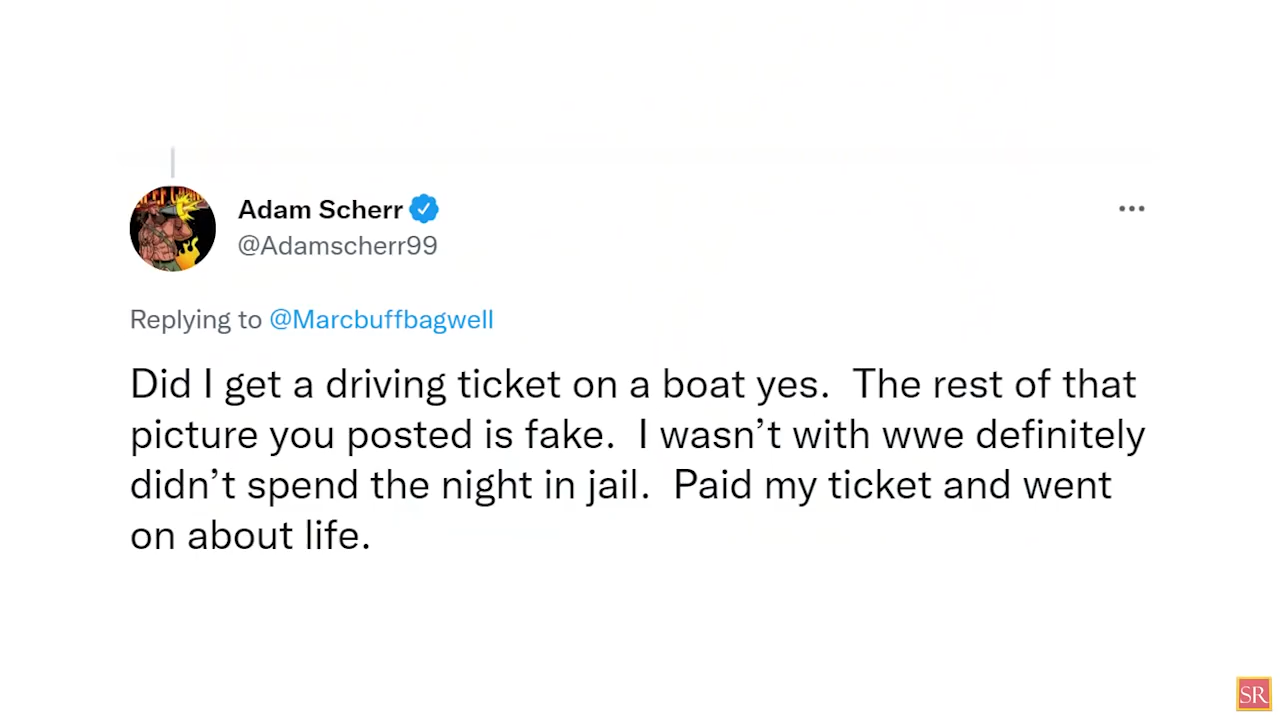 Adam Scherr
@Adamscherr99
Replying to @Marcbuffbagwell
Did I get a driving ticket on a boat yes.  The rest of that
picture you posted is fake.  I wasn’t with wwe definitely
didn’t spend the night in jail.  Paid my ticket and went
on about life.
SR